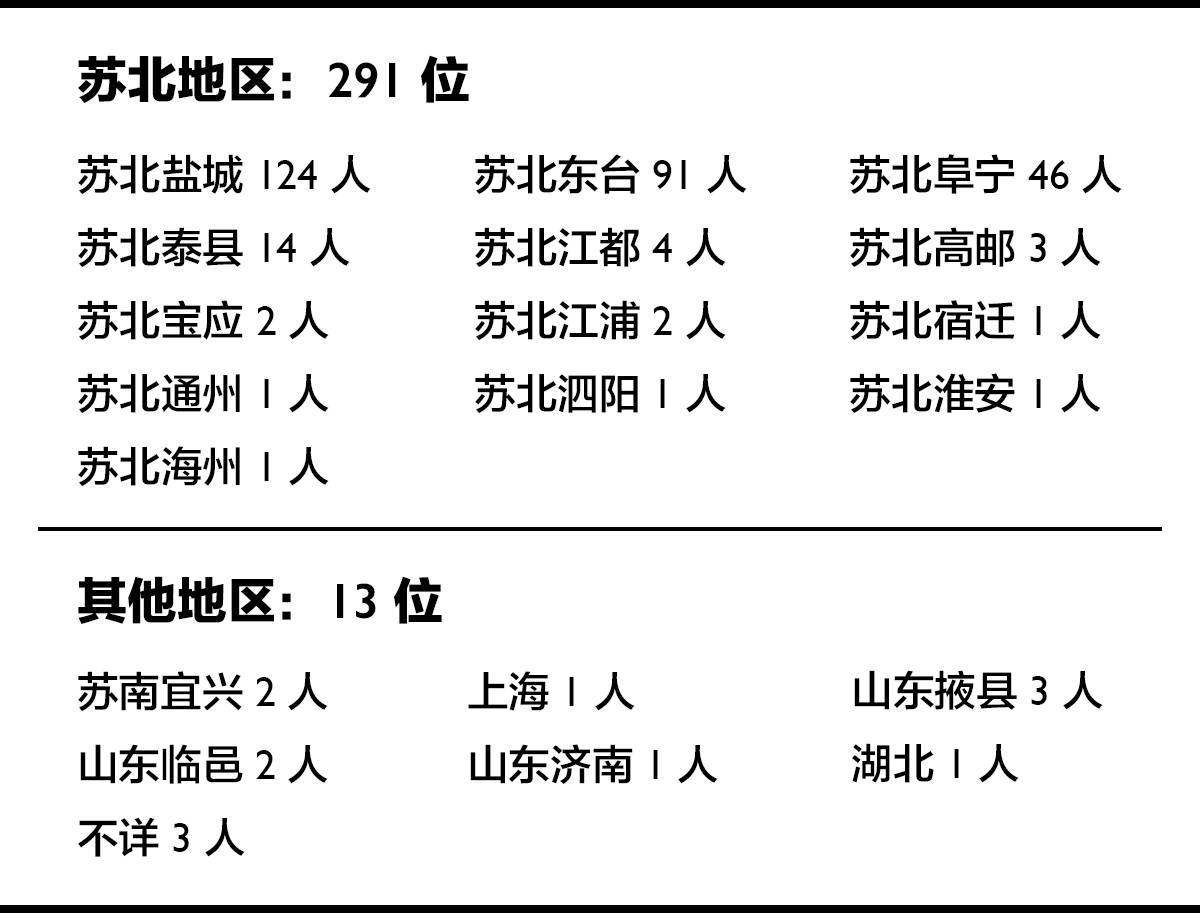 苏北地区：291 位
苏北盐城 124 人 苏北东台 91 人 苏北阜宁 46 人
苏北泰县 14 人 苏北江都 4 人 苏北高邮 3 人
苏北宝应 2 人 苏北江浦 2 人 苏北宿迁 1 人
苏北通州 1 人 苏北泗阳 1 人 苏北淮安 1 人
苏北海州 1 人
其他地区：13 位
苏南宜兴 2 人 上海 1 人 山东掖县 3 人
山东临邑 2 人 山东济南 1 人 湖北 1 人
不详 3 人